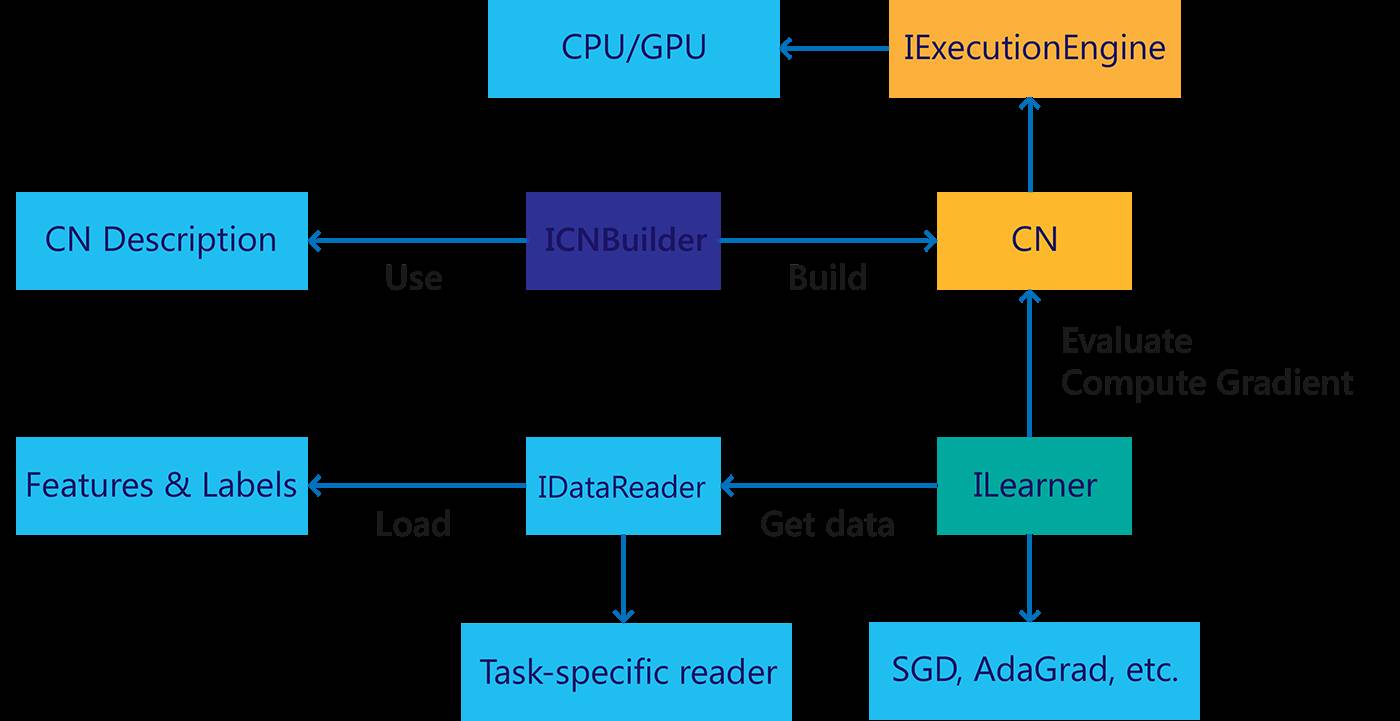 CPU/GPU
IExecutionEngine
CN Description
ICNBuilder
CN
Use
Build
Evaluate
Compute Gradient
Features & Labels
IDataReader
ILearner
Load
Get data
Task-specific reader
SGD, AdaGrad, etc.